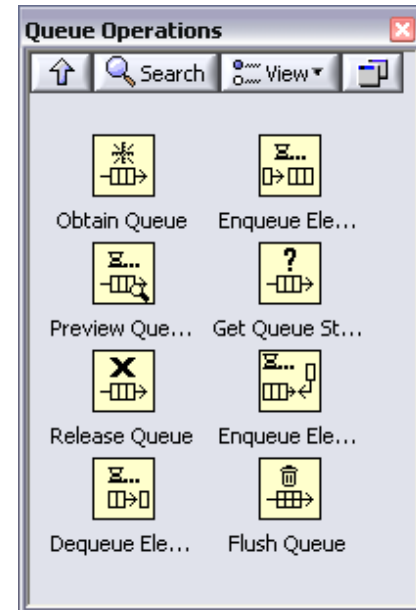 Queue Operations
Search View
Obtain Queue Enqueue Ele...
Preview Que... Get Queue St...
?
Release Queue Enqueue Ele...
Dequeue Ele... Flush Queue